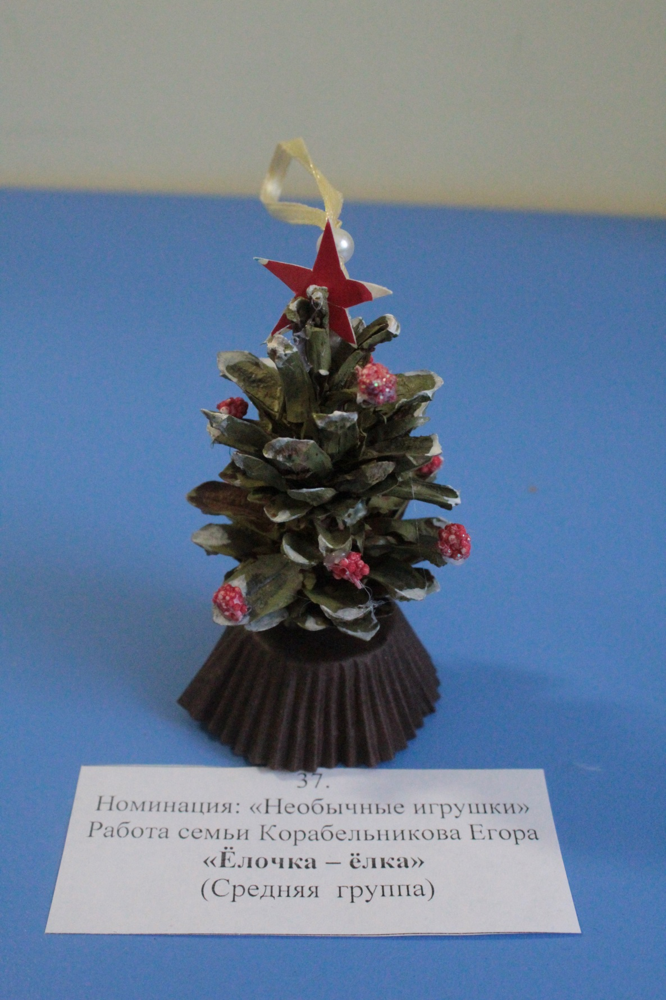 37.
Номинация: «Необычные игрушки»
Работа семьи Корабельникова Егора
«Ёлочка – ёлка»
(Средняя группа)